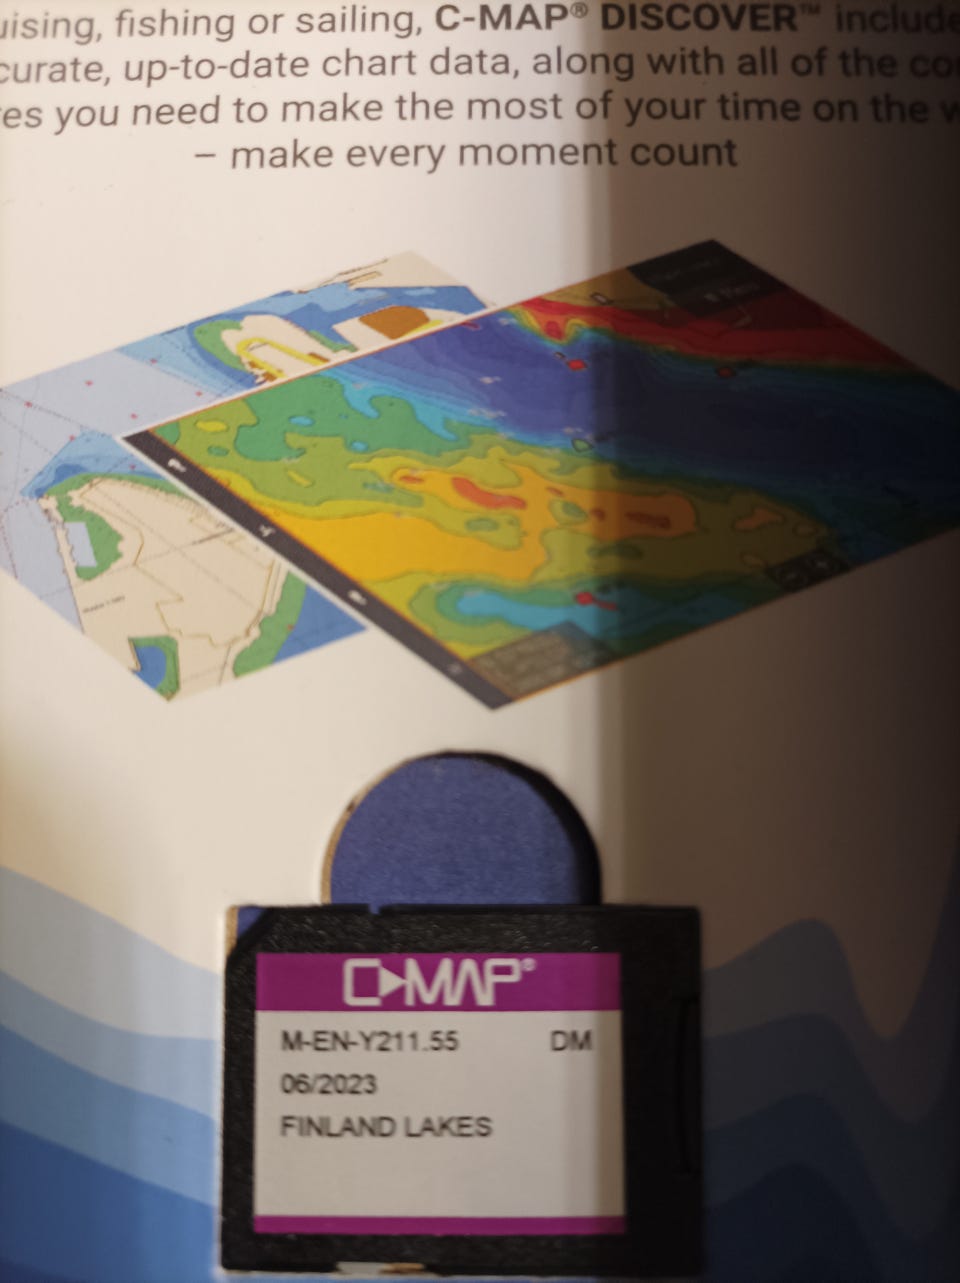 uising, fishing or sailing, C-MAP® DISCOVER™ include
curate, up-to-date chart data, along with all of the co
es you need to make the most of your time on the w
– make every moment count
C-MAP®
M-EN-Y211.55 DM
06/2023
FINLAND LAKES